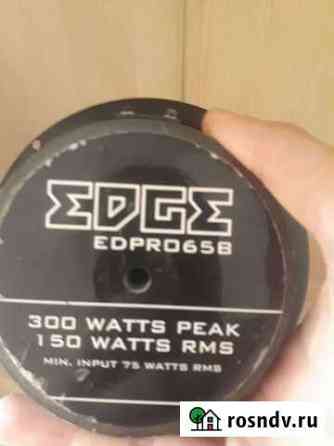 EDGE
EDPRO65B
300 WATTS PEAK
150 WATTS RMS
MIN. INPUT 75 WATTS RMS
rosndv.ru